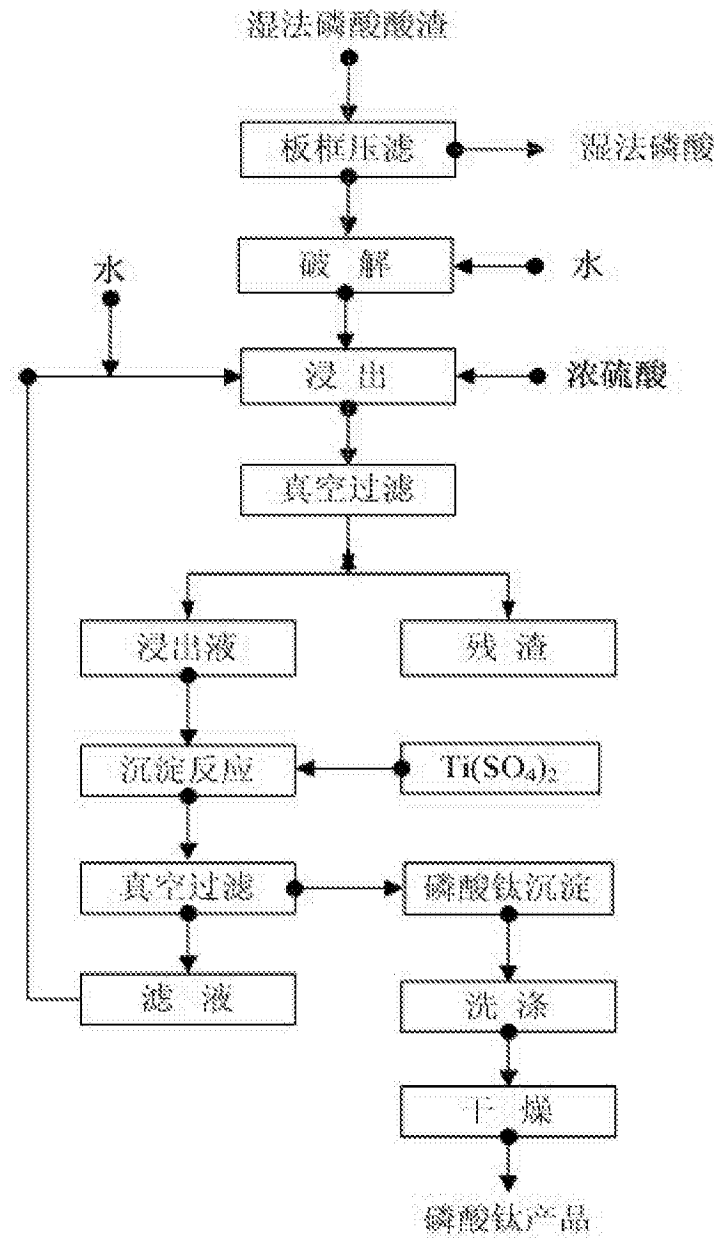 湿法磷酸酸渣
板框压滤
湿法磷酸
破 解
水
水
浸 出
浓硫酸
真空过滤
浸出液
残 渣
沉淀反应
Ti(SO₄)₂
真空过滤
磷酸钛沉淀
滤 液
洗 涤
干 燥
磷酸钛产品